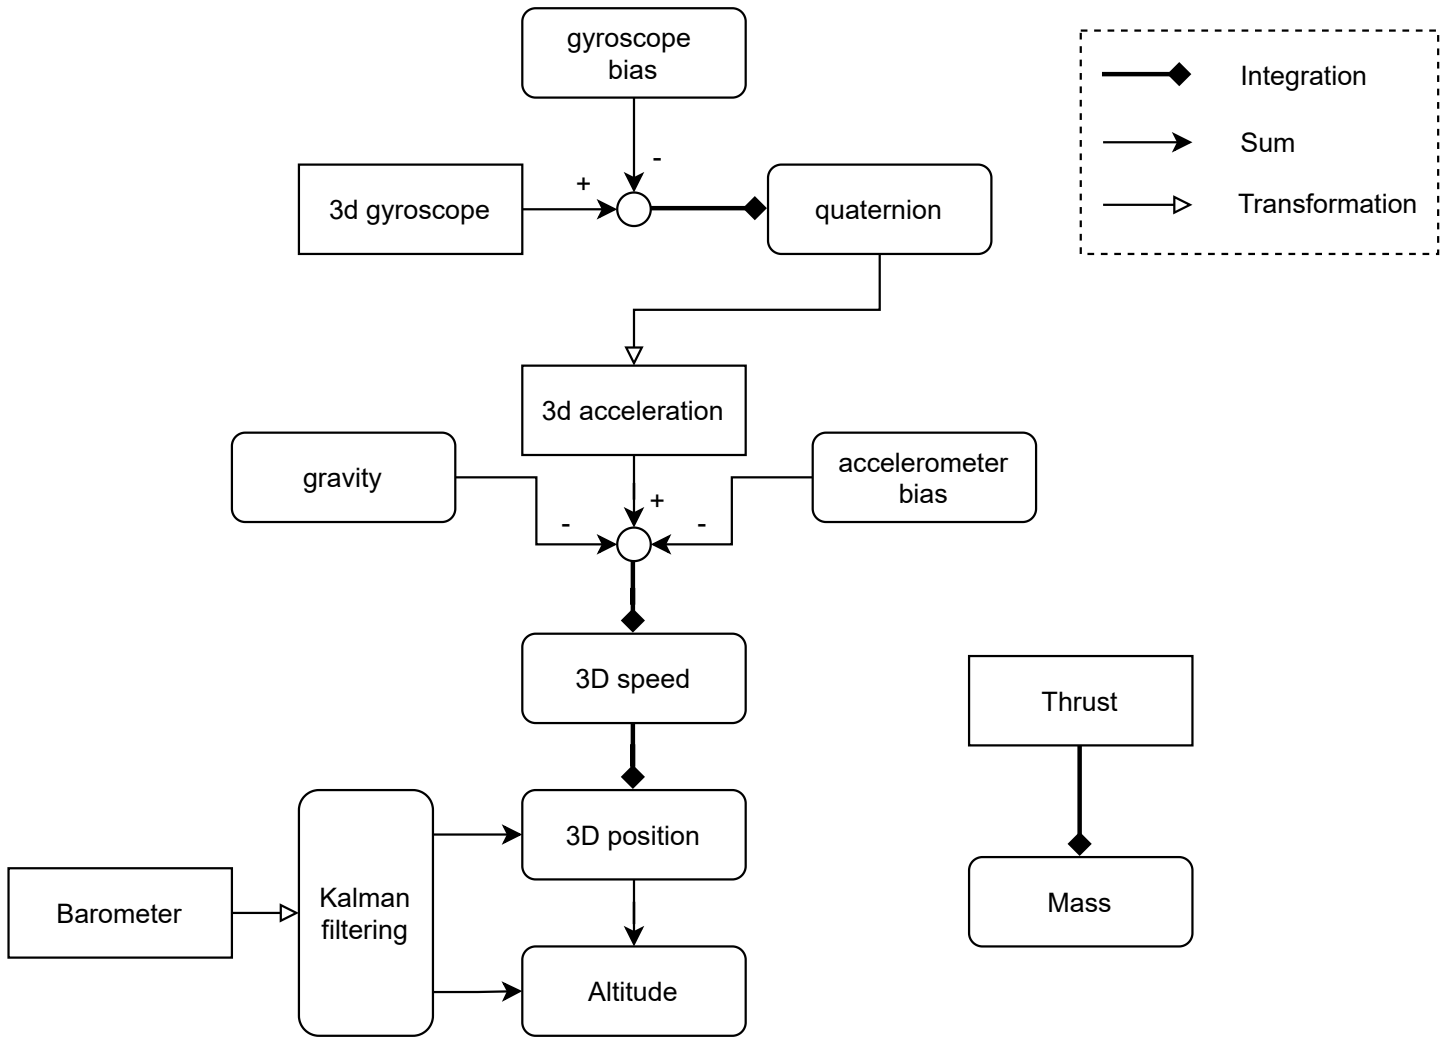 gyroscope
bias
Integration
Sum
Transformation
-
+
3d gyroscope
quaternion
3d acceleration
gravity
accelerometer
bias
+
-
-
3D speed
Thrust
3D position
Kalman
filtering
Barometer
Mass
Altitude